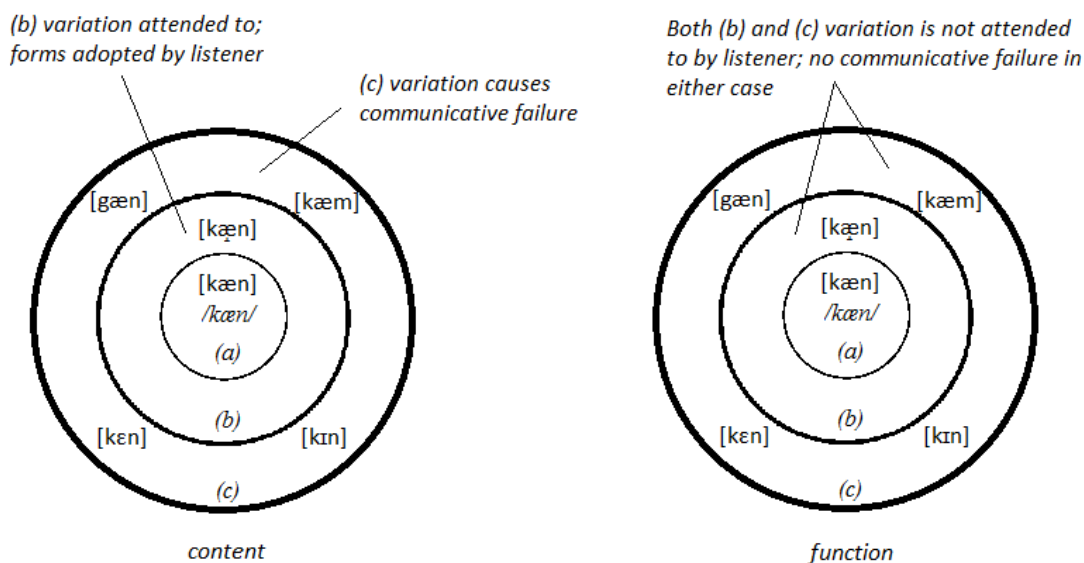 (b) variation attended to;
forms adopted by listener
(c) variation causes
communicative failure
[gæn]
[kæm]
[kæ̞n]
[kæn]
/kæn/
(a)
(b)
[kɛn]
[kɪn]
(c)
content
Both (b) and (c) variation is not attended
to by listener; no communicative failure in
either case
[gæn]
[kæm]
[kæ̞n]
[kæn]
/kæn/
(a)
(b)
[kɛn]
[kɪn]
(c)
function